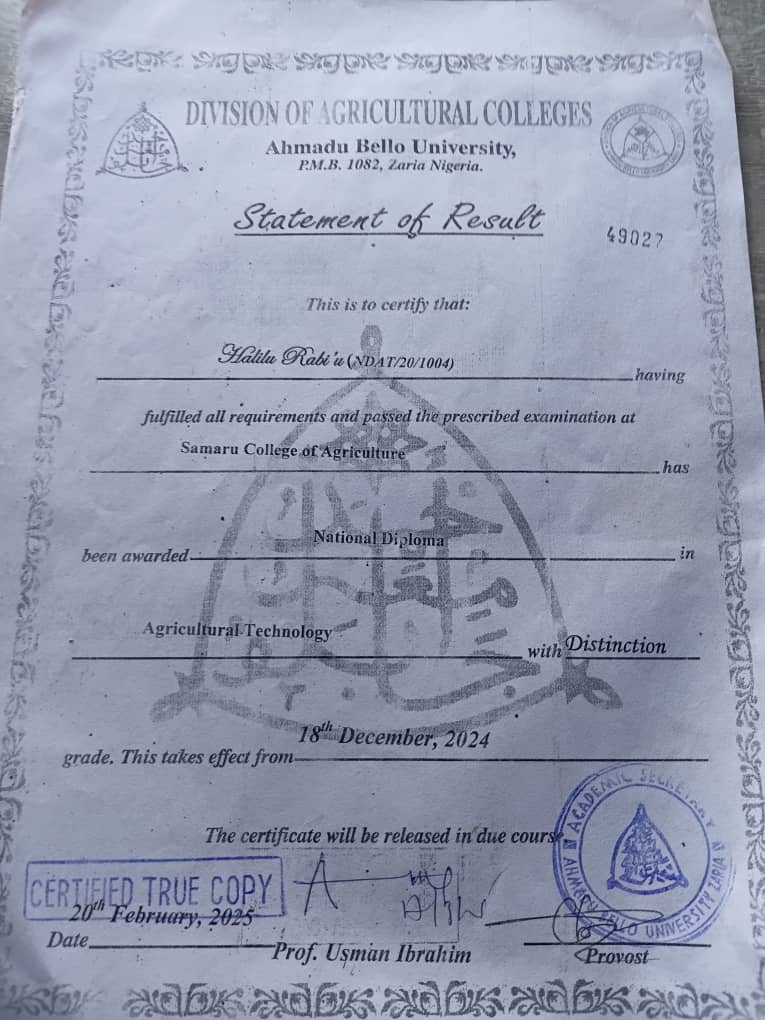 DIVISION OF AGRICULTURAL COLLEGES
Ahmadu Bello University,
P.M.B. 1082, Zaria Nigeria.
Statement of Result
49027
This is to certify that:
Halilu Rabi'u (NDAT/20/1004)
having
fulfilled all requirements and passed the prescribed examination at
Samaru College of Agriculture
has
National Diploma
been awarded in
Agricultural Technology
with Distinction
18th December, 2024
grade. This takes effect from
The certificate will be released in due course
ACADEMIC SECRETARY
AHMADU BELLO UNIVERSITY ZARIA
CERTIFIED TRUE COPY
20th February, 2025
Date
Prof. Usman Ibrahim
Provost